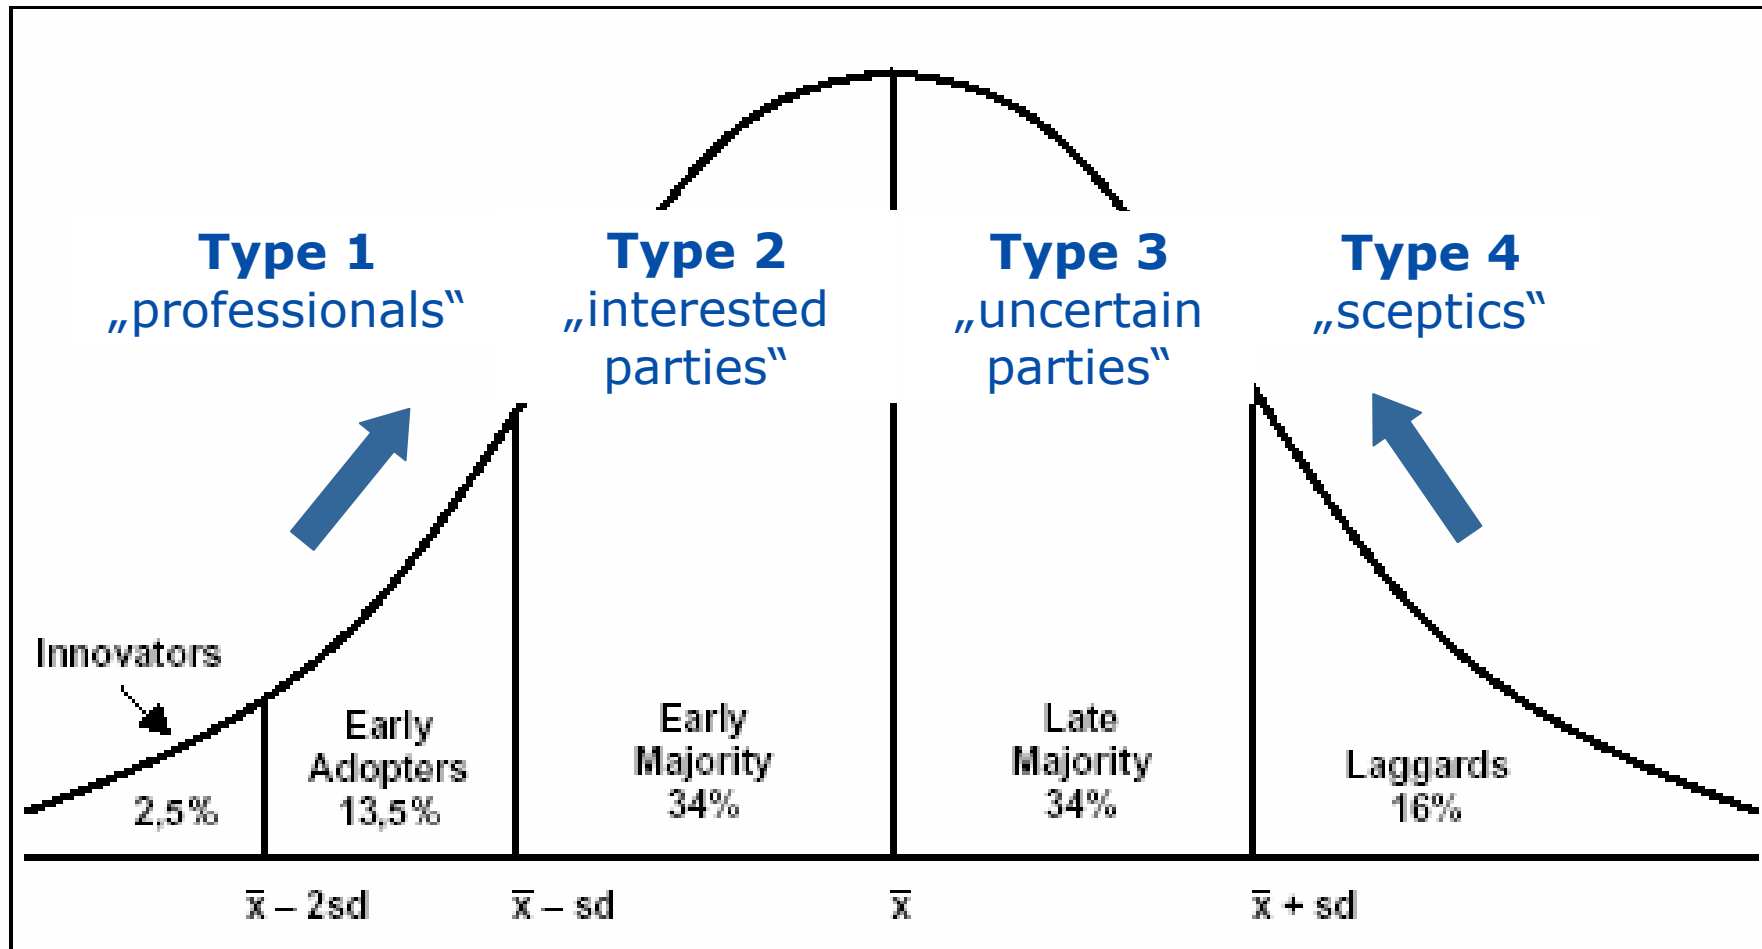 Type 1
„professionals“
Type 2
„interested
parties“
Type 3
„uncertain
parties“
Type 4
„sceptics“
Innovators
2,5%
Early
Adopters
13,5%
Early
Majority
34%
Late
Majority
34%
Laggards
16%
x̅ – 2sd
x̅ – sd
x̅
x̅ + sd